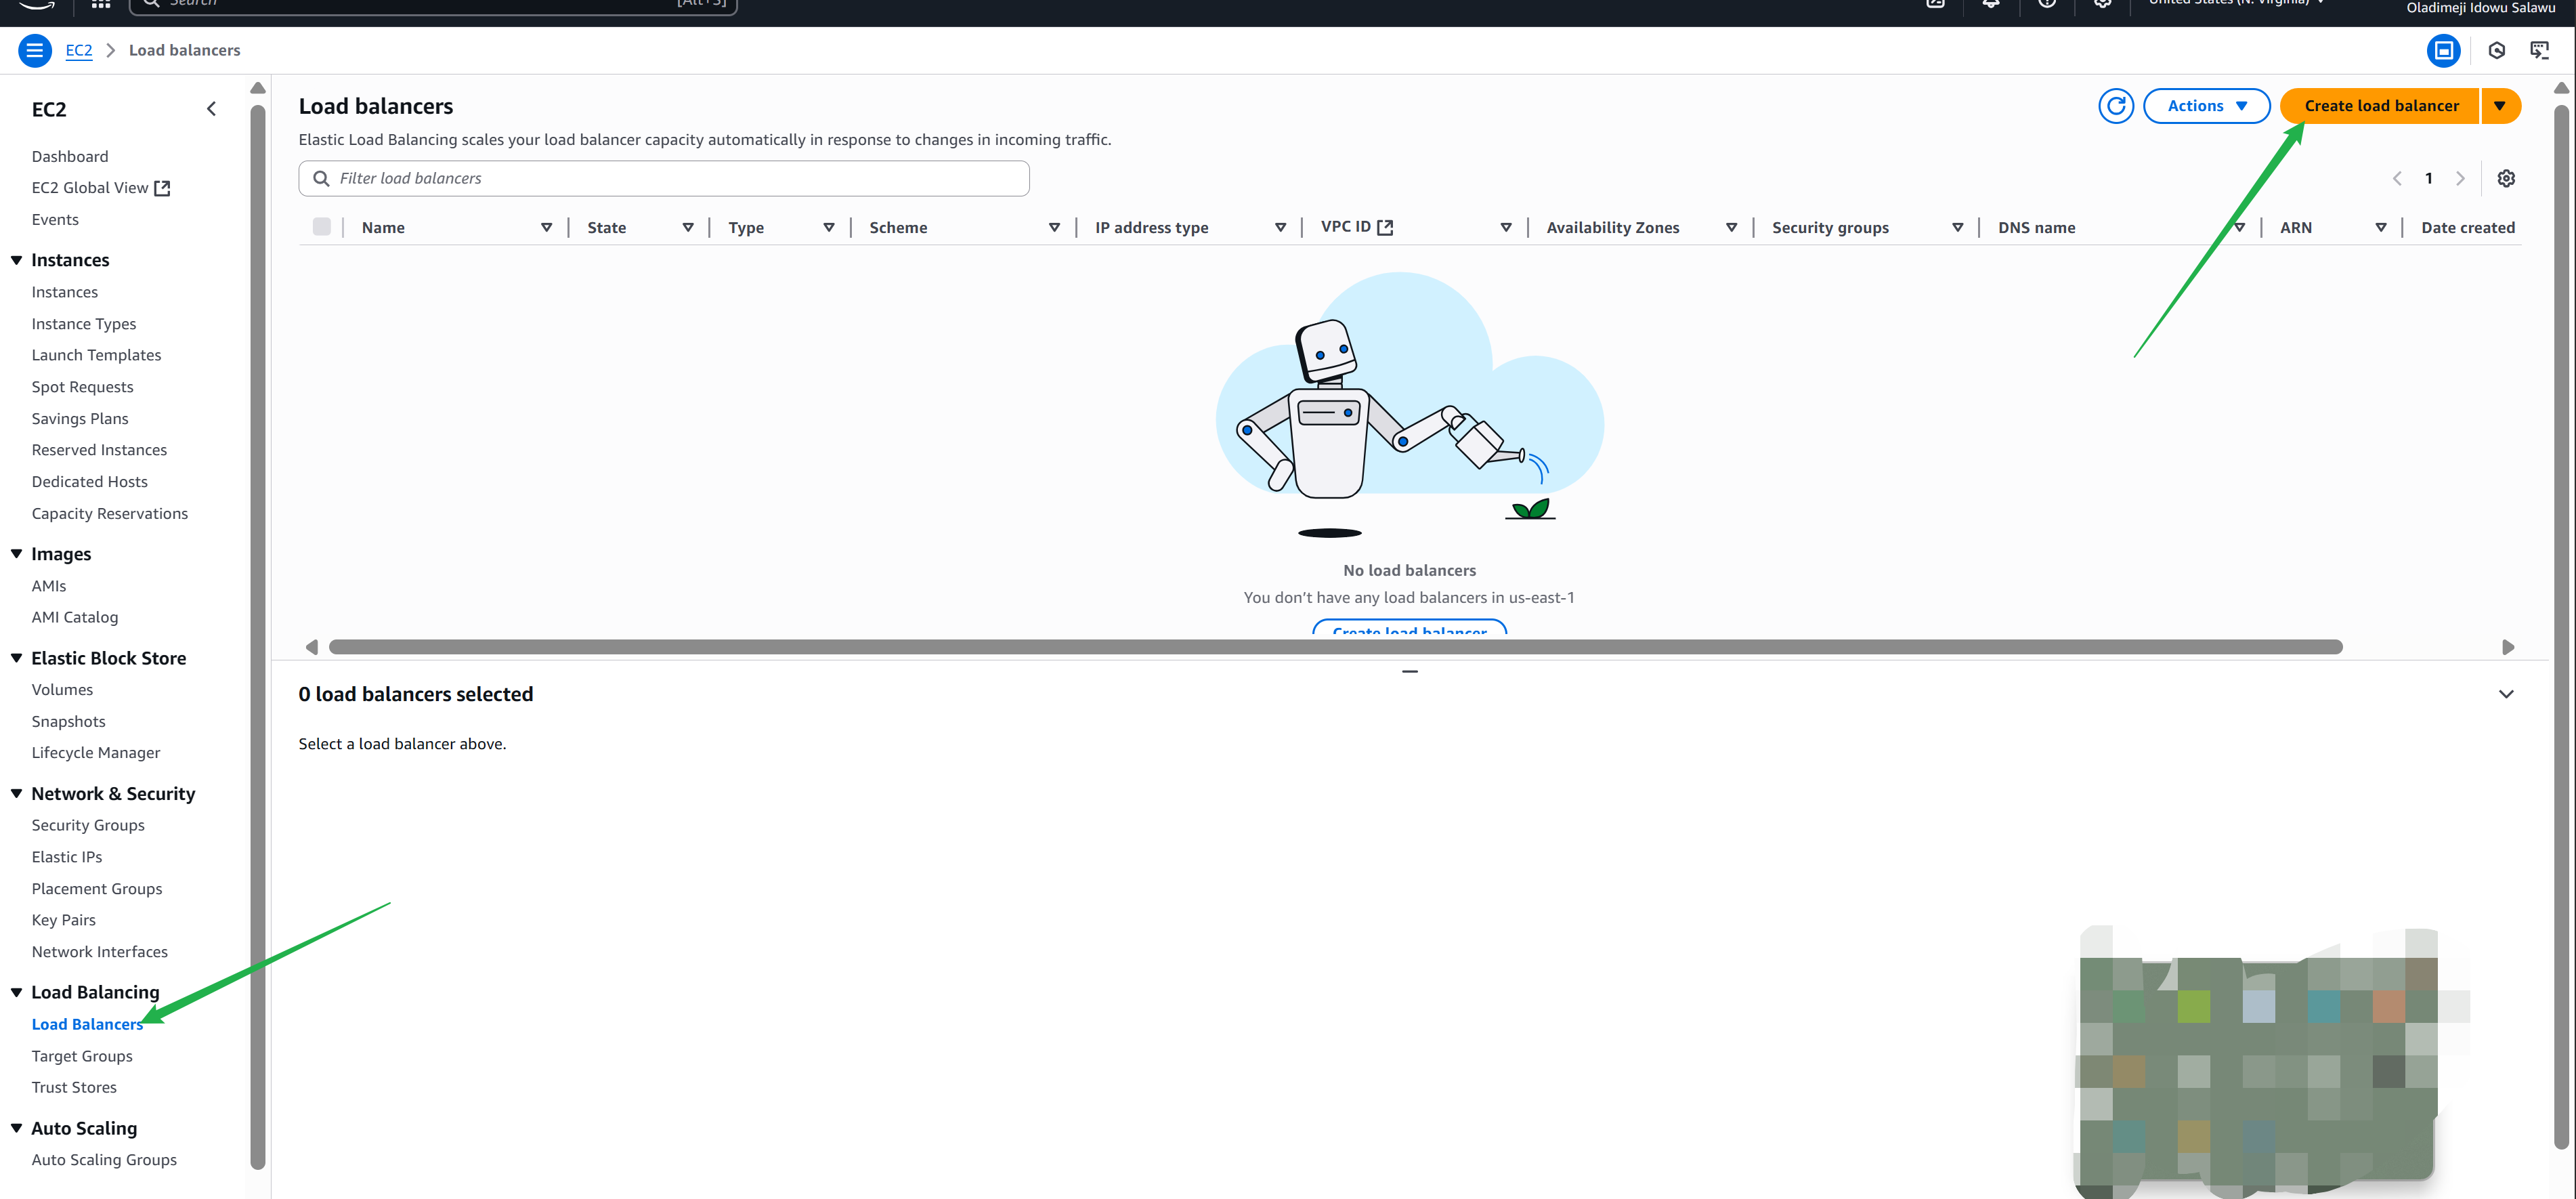 Search
[Alt+S]
United States (N. Virginia)
Oladimeji Idowu Salawu
EC2
Load balancers
EC2
Dashboard
EC2 Global View
Events
Instances
Instances
Instance Types
Launch Templates
Spot Requests
Savings Plans
Reserved Instances
Dedicated Hosts
Capacity Reservations
Images
AMIs
AMI Catalog
Elastic Block Store
Volumes
Snapshots
Lifecycle Manager
Network & Security
Security Groups
Elastic IPs
Placement Groups
Key Pairs
Network Interfaces
Load Balancing
Load Balancers
Target Groups
Trust Stores
Auto Scaling
Auto Scaling Groups
Load balancers
Actions
Create load balancer
Elastic Load Balancing scales your load balancer capacity automatically in response to changes in incoming traffic.
Filter load balancers
1
Name State Type Scheme IP address type VPC ID Availability Zones Security groups DNS name ARN Date created
No load balancers
You don’t have any load balancers in us-east-1
Create load balancer
0 load balancers selected
Select a load balancer above.